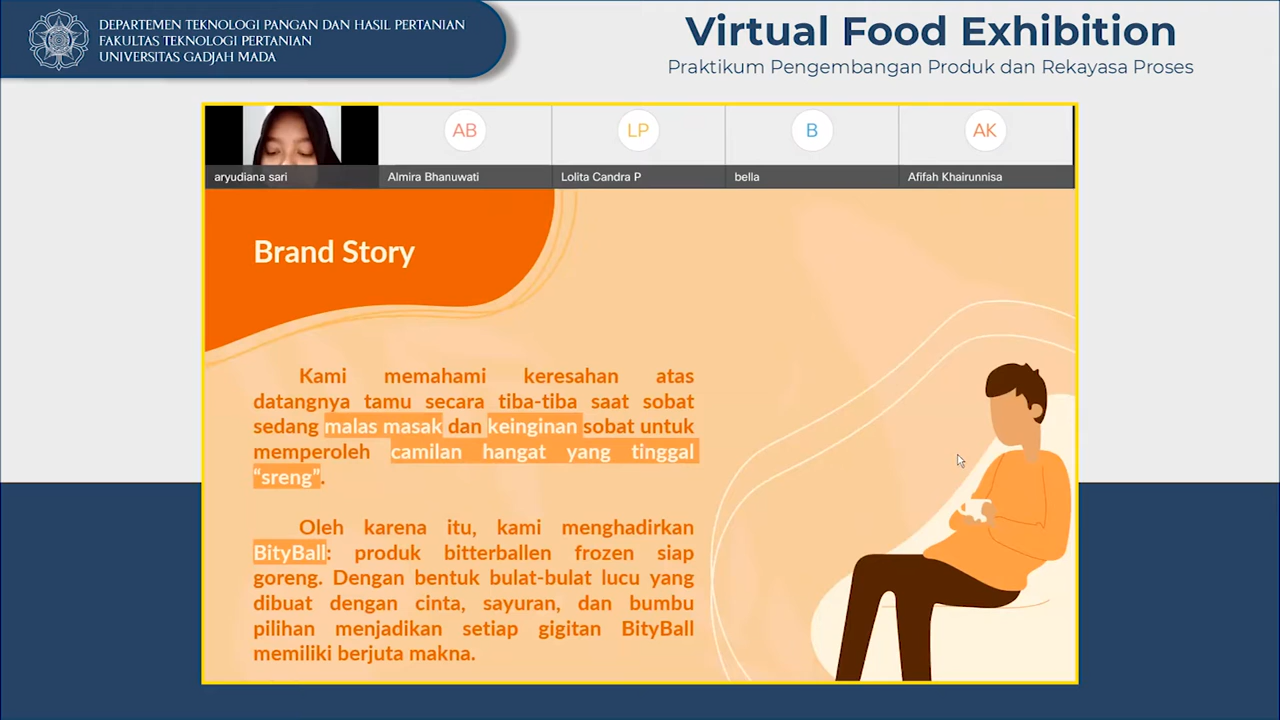 DEPARTEMEN TEKNOLOGI PANGAN DAN HASIL PERTANIAN
FAKULTAS TEKNOLOGI PERTANIAN
UNIVERSITAS GADJAH MADA
Virtual Food Exhibition
Praktikum Pengembangan Produk dan Rekayasa Proses
AB
LP
B
AK
aryudiana sari
Almira Bhanuwati
Lolita Candra P
bella
Afifah Khairunnisa
Brand Story
Kami memahami keresahan atas
datangnya tamu secara tiba-tiba saat sobat
sedang malas masak dan keinginan sobat untuk
memperoleh camilan hangat yang tinggal
“sreng”.
Oleh karena itu, kami menghadirkan
BityBall: produk bitterballen frozen siap
goreng. Dengan bentuk bulat-bulat lucu yang
dibuat dengan cinta, sayuran, dan bumbu
pilihan menjadikan setiap gigitan BityBall
memiliki berjuta makna.